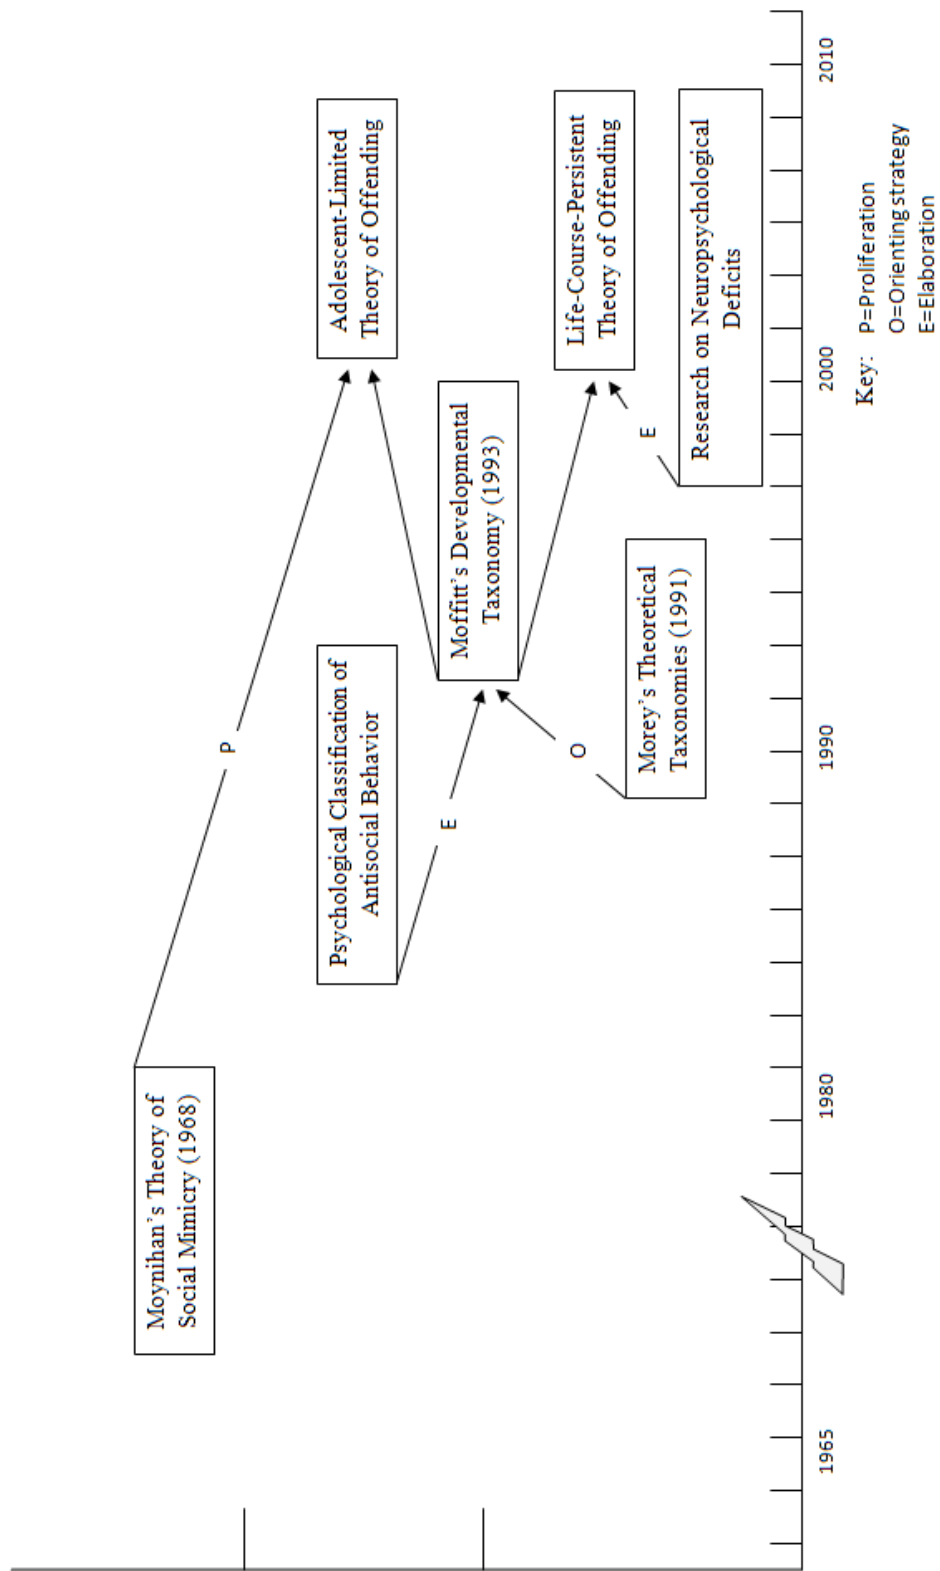 Moynihan's Theory of
Social Mimicry (1968)
P
Adolescent-Limited
Theory of Offending
Psychological Classification of
Antisocial Behavior
E
Moffitt's Developmental
Taxonomy (1993)
O
Morey's Theoretical
Taxonomies (1991)
Life-Course-Persistent
Theory of Offending
E
Research on Neuropsychological
Deficits
1965
1980
1990
2000
2010
Key: P=Proliferation
O=Orienting strategy
E=Elaboration